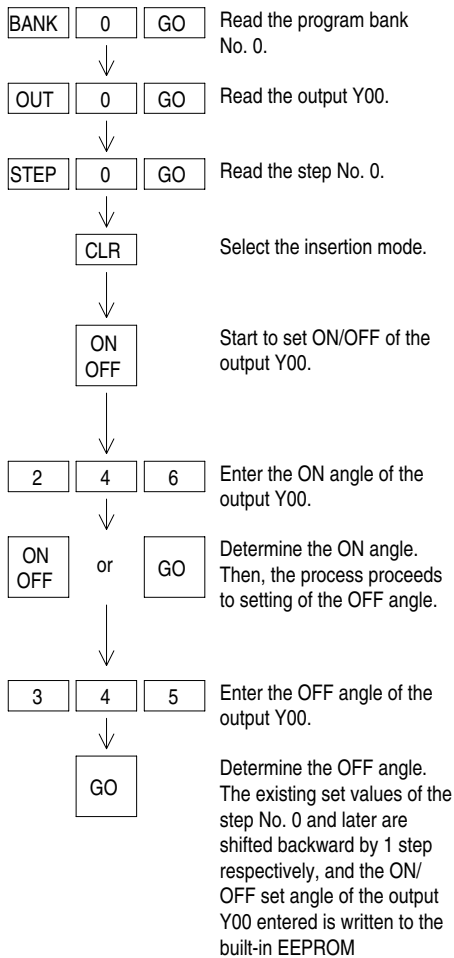 BANK 0 GO Read the program bank
No. 0.
OUT 0 GO Read the output Y00.
STEP 0 GO Read the step No. 0.
CLR Select the insertion mode.
ON
OFF
Start to set ON/OFF of the
output Y00.
2 4 6 Enter the ON angle of the
output Y00.
ON
OFF
or
GO
Determine the ON angle.
Then, the process proceeds
to setting of the OFF angle.
3 4 5 Enter the OFF angle of the
output Y00.
GO
Determine the OFF angle.
The existing set values of the
step No. 0 and later are
shifted backward by 1 step
respectively, and the ON/
OFF set angle of the output
Y00 entered is written to the
built-in EEPROM